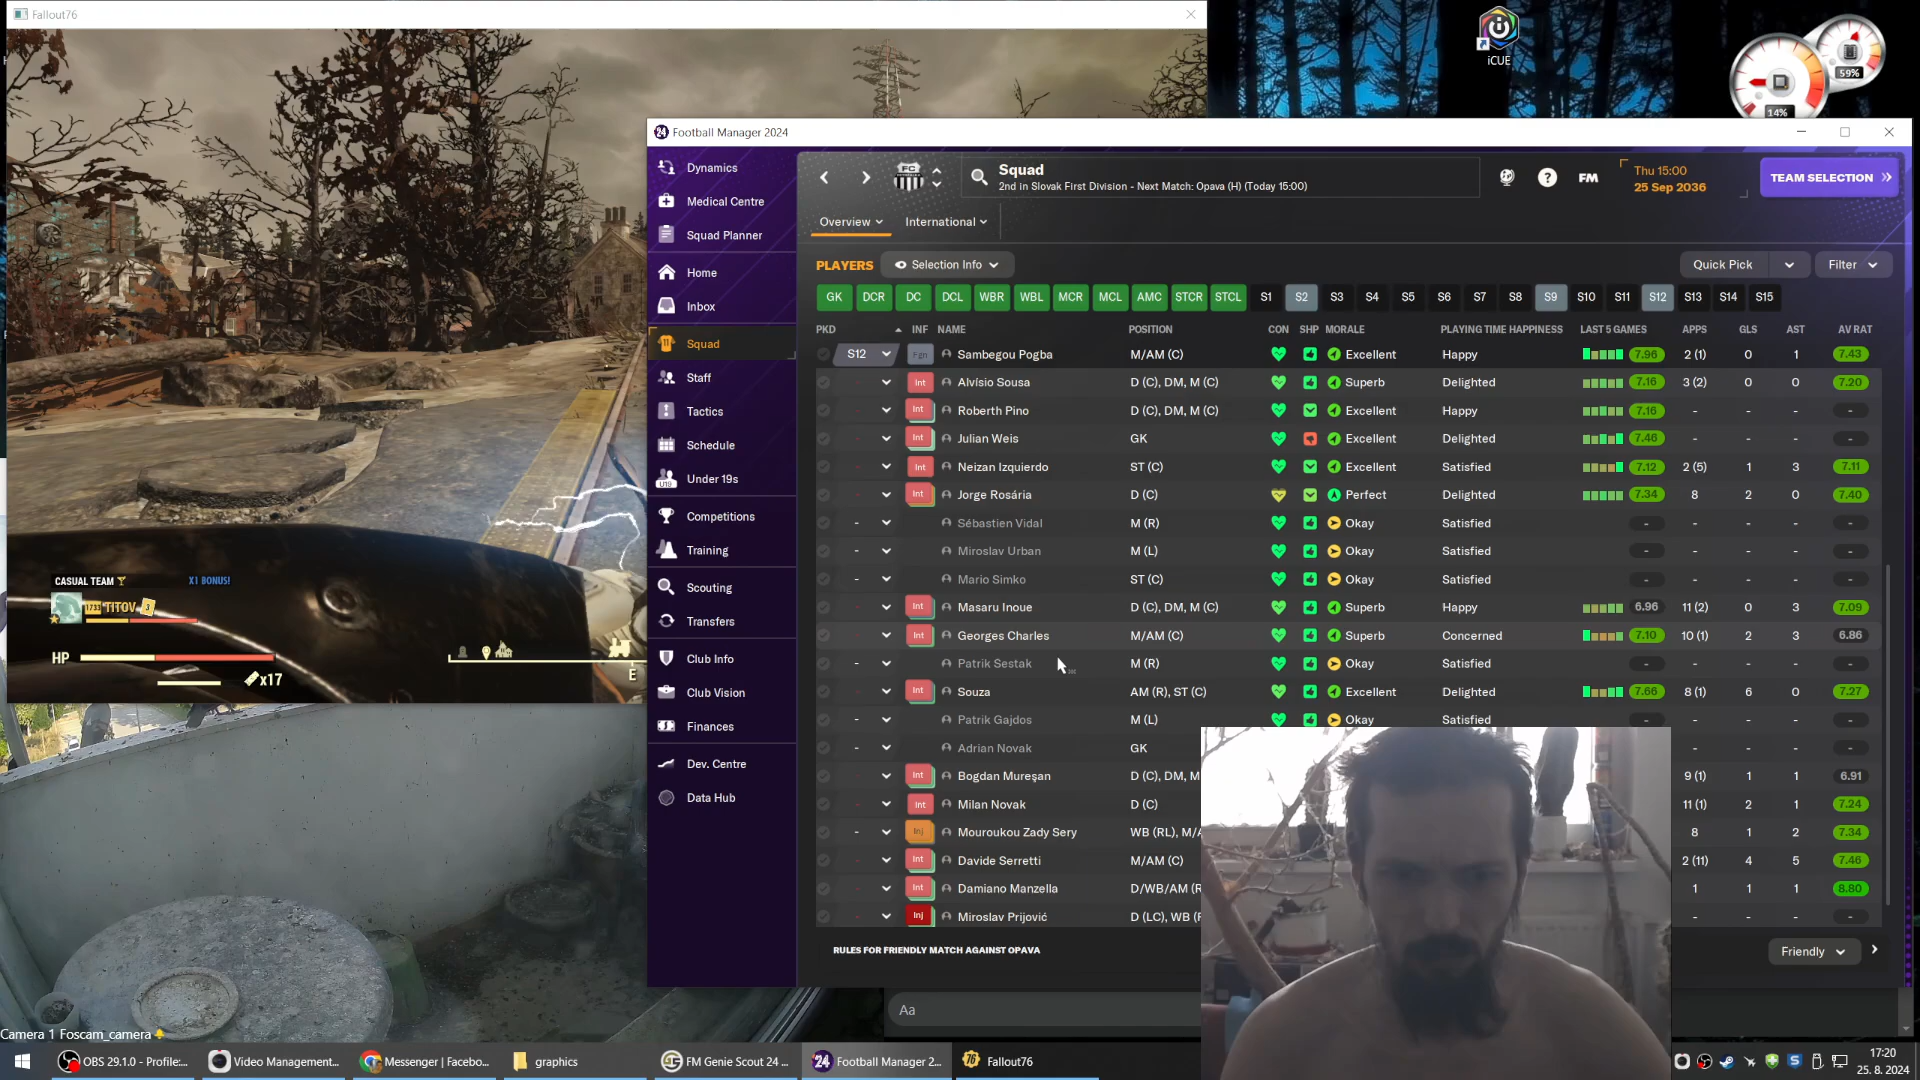 Fallout76
iCUE
59%
14%
Football Manager 2024
Dynamics
Medical Centre
Squad Planner
Home
Inbox
Squad
Staff
Tactics
Schedule
Under 19s
Competitions
Training
Scouting
Transfers
Club Info
Club Vision
Finances
Dev. Centre
Data Hub
Squad
2nd in Slovak First Division - Next Match: Opava (H) (Today 15:00)
FM
Thu 15:00
25 Sep 2036
TEAM SELECTION
Overview International
PLAYERS Selection Info Quick Pick Filter
GK DCR DC DCL WBR WBL MCR MCL AMC STCR STCL S1 S2 S3 S4 S5 S6 S7 S8 S9 S10 S11 S12 S13 S14 S15
PKD INF NAME POSITION CON SHP MORALE PLAYING TIME HAPPINESS LAST 5 GAMES APPS GLS AST AV RAT
S12 Fgn Sambegou Pogba M/AM (C) Excellent Happy 7.96 2 (1) 0 1 7.43
- Int Alvísio Sousa D (C), DM, M (C) Superb Delighted 7.16 3 (2) 0 0 7.20
- Int Roberth Pino D (C), DM, M (C) Excellent Happy 7.16 - - - -
- Int Julian Weis GK Excellent Delighted 7.46 - - - -
- Int Neizan Izquierdo ST (C) Excellent Satisfied 7.12 2 (5) 1 3 7.11
- Int Jorge Rosária D (C) Perfect Delighted 7.34 8 2 0 7.40
- Sébastien Vidal M (R) Okay Satisfied - - - - -
- Miroslav Urban M (L) Okay Satisfied - - - - -
- Mario Simko ST (C) Okay Satisfied - - - - -
- Int Masaru Inoue D (C), DM, M (C) Superb Happy 6.96 11 (2) 0 3 7.09
- Int Georges Charles M/AM (C) Superb Concerned 7.10 10 (1) 2 3 6.86
- Patrik Sestak M (R) Okay Satisfied - - - - -
- Int Souza AM (R), ST (C) Excellent Delighted 7.66 8 (1) 6 0 7.27
- Patrik Gajdos M (L) Okay Satisfied - - - - -
- Adrian Novak GK - - - -
- Int Bogdan Mureşan D (C), DM, M 9 (1) 1 1 6.91
- Int Milan Novak D (C) 11 (1) 2 1 7.24
- Inj Mouroukou Zady Sery WB (RL), M/A 8 1 2 7.34
- Int Davide Serretti M/AM (C) 2 (11) 4 5 7.46
- Int Damiano Manzella D/WB/AM (R 1 1 1 8.80
- Inj Miroslav Prijović D (LC), WB (R - - - -
RULES FOR FRIENDLY MATCH AGAINST OPAVA
Friendly
CASUAL TEAM X1 BONUS!
1733 TITOV 3
HP
x17
E
Aa
Camera 1 Foscam_camera
OBS 29.1.0 - Profile:... Video Management... Messenger | Facebo... graphics FM Genie Scout 24 ... Football Manager 2... Fallout76
17:20
25. 8. 2024